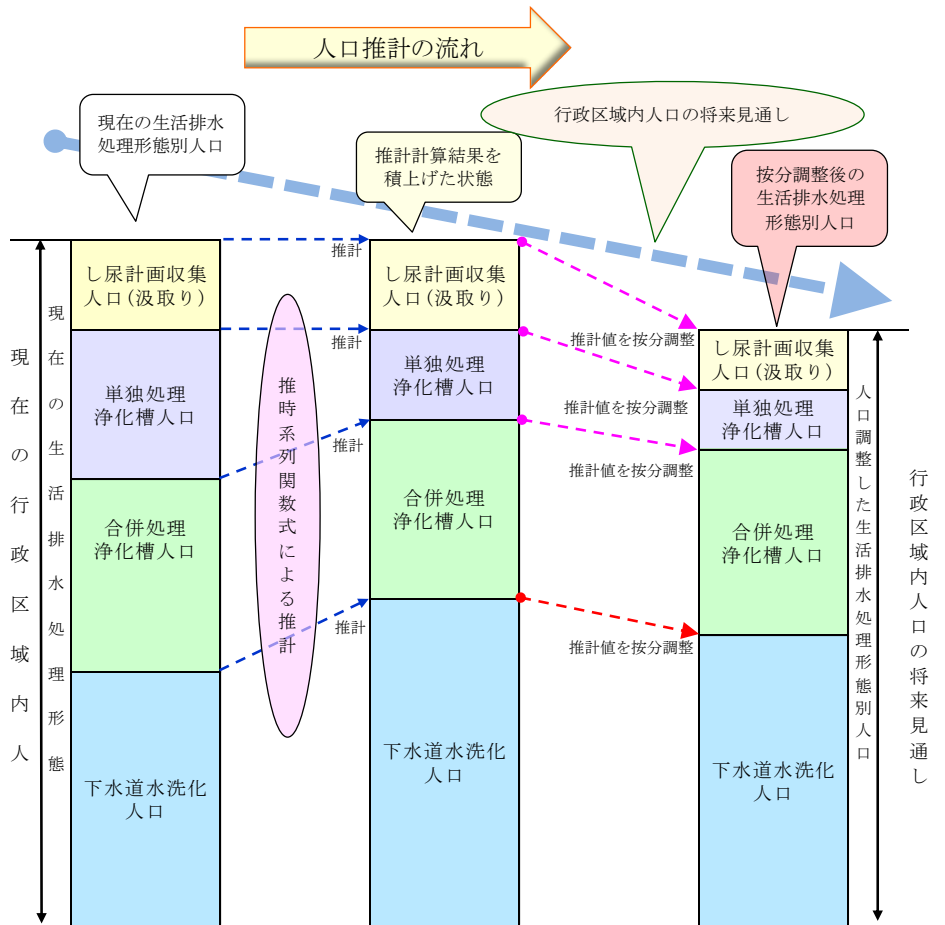 人口推計の流れ
現在の生活排水
処理形態別人口
推計計算結果を
積上げた状態
行政区域内人口の将来見通し
按分調整後の
生活排水処理
形態別人口
現在の行政区域内人
現在の生活排水処理形態
し尿計画収集
人口(汲取り)
単独処理
浄化槽人口
合併処理
浄化槽人口
下水道水洗化
人口
推計
推計
推計
推計
推時系列関数式による推計
し尿計画収集
人口(汲取り)
単独処理
浄化槽人口
合併処理
浄化槽人口
下水道水洗化
人口
推計値を按分調整
推計値を按分調整
推計値を按分調整
推計値を按分調整
し尿計画収集
人口(汲取り)
単独処理
浄化槽人口
合併処理
浄化槽人口
下水道水洗化
人口
人口調整した生活排水処理形態別人口
行政区域内人口の将来見通し